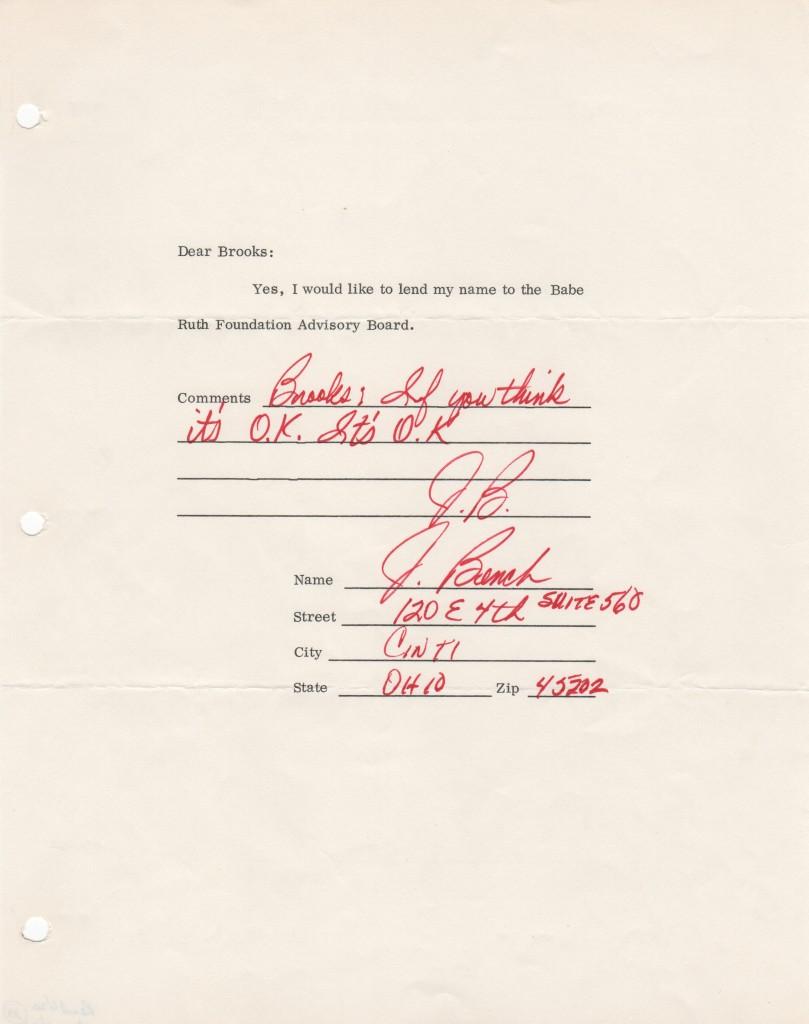 Dear Brooks:
Yes, I would like to lend my name to the Babe
Ruth Foundation Advisory Board.
Comments Brooks; If you think
it's O.K. It's O.K
J.B.
Name J. Bench
Street 120 E 4th SUITE 560
City CINTI
State OHIO Zip 45202